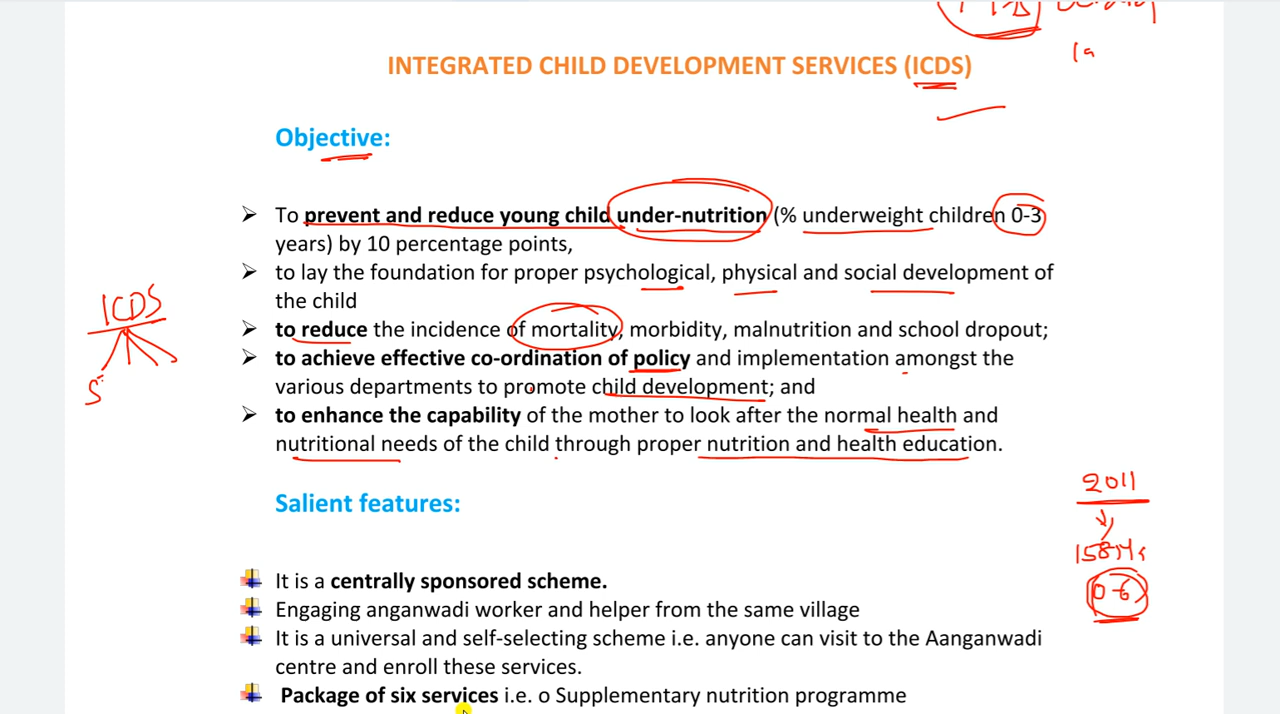 INTEGRATED CHILD DEVELOPMENT SERVICES (ICDS)
Objective:
➢ To prevent and reduce young child under-nutrition (% underweight children 0-3
years) by 10 percentage points,
➢ to lay the foundation for proper psychological, physical and social development of
the child
➢ to reduce the incidence of mortality, morbidity, malnutrition and school dropout;
➢ to achieve effective co-ordination of policy and implementation amongst the
various departments to promote child development; and
➢ to enhance the capability of the mother to look after the normal health and
nutritional needs of the child through proper nutrition and health education.
ICDS
S
Salient features:
2011
0-6
It is a centrally sponsored scheme.
Engaging anganwadi worker and helper from the same village
It is a universal and self-selecting scheme i.e. anyone can visit to the Aanganwadi
centre and enroll these services.
Package of six services i.e. o Supplementary nutrition programme